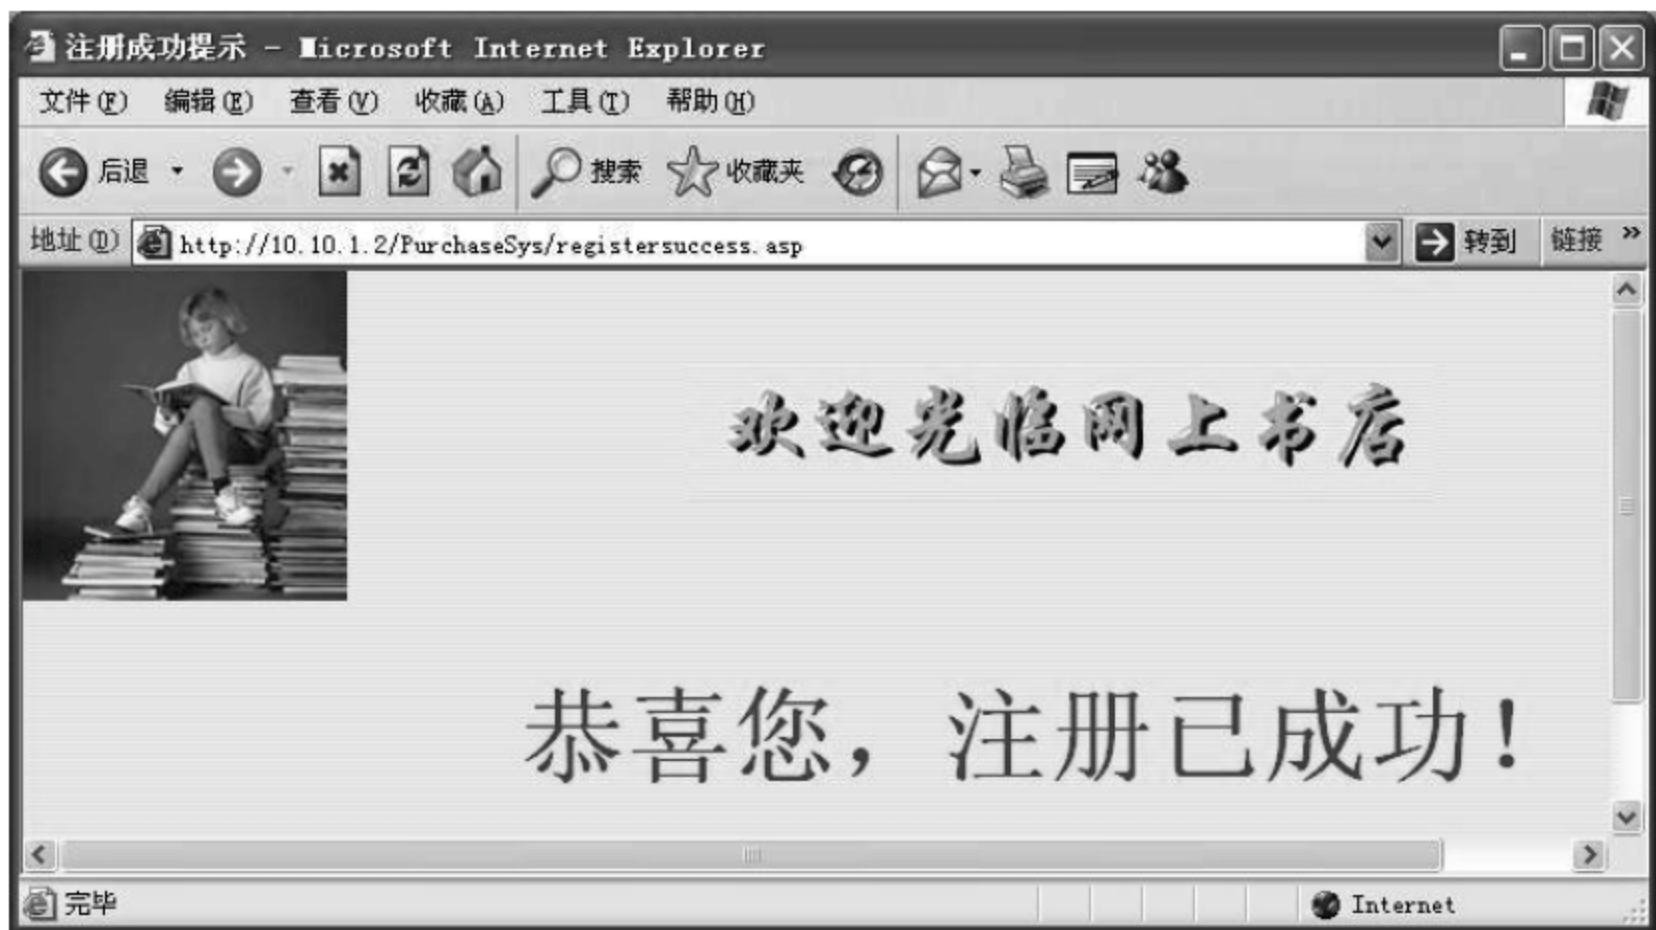 注册成功提示 - Microsoft Internet Explorer
文件(F) 编辑(E) 查看(V) 收藏(A) 工具(T) 帮助(H)
后退 搜索 收藏夹
地址(D) http://10.10.1.2/PurchaseSys/registersuccess.asp 转到 链接 »
欢迎光临网上书店
恭喜您，注册已成功！
完毕 Internet